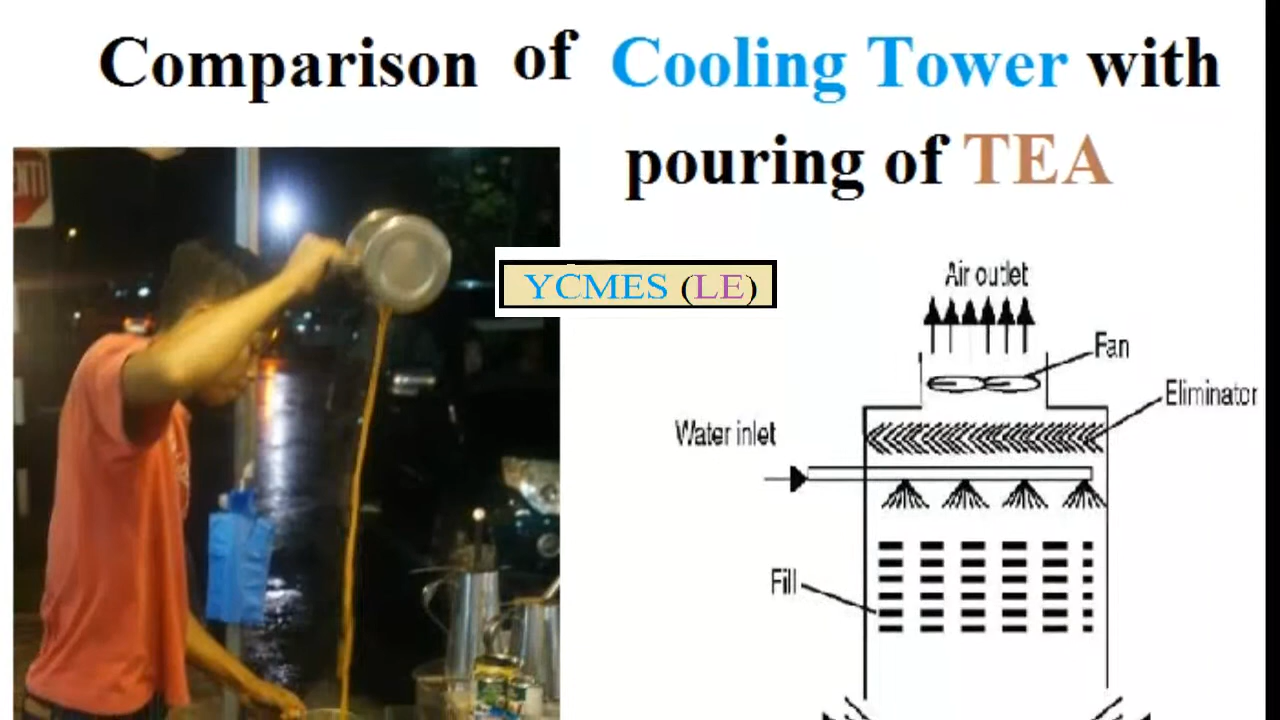 Comparison of Cooling Tower with
pouring of TEA
YCMES (LE)
Air outlet
Fan
Eliminator
Water inlet
Fill